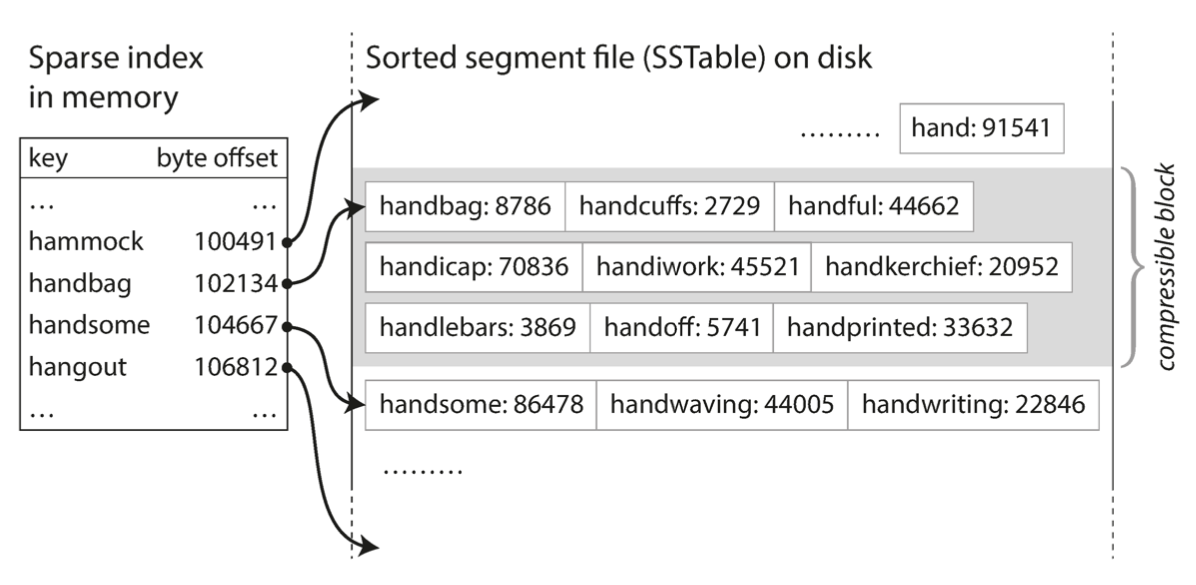 Sparse index
in memory
key byte offset
... ...
hammock 100491
handbag 102134
handsome 104667
hangout 106812
... ...
Sorted segment file (SSTable) on disk
......... hand: 91541
handbag: 8786 handcuffs: 2729 handful: 44662
handicap: 70836 handiwork: 45521 handkerchief: 20952
handlebars: 3869 handoff: 5741 handprinted: 33632
handsome: 86478 handwaving: 44005 handwriting: 22846
.........
compressible block